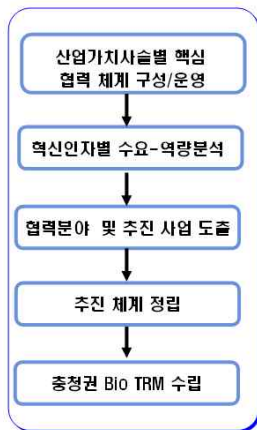 산업가치사슬별 핵심
협력 체계 구성/운영
혁신인자별 수요-역량분석
협력분야 및 추진 사업 도출
추진 체계 정립
충청권 Bio TRM 수립